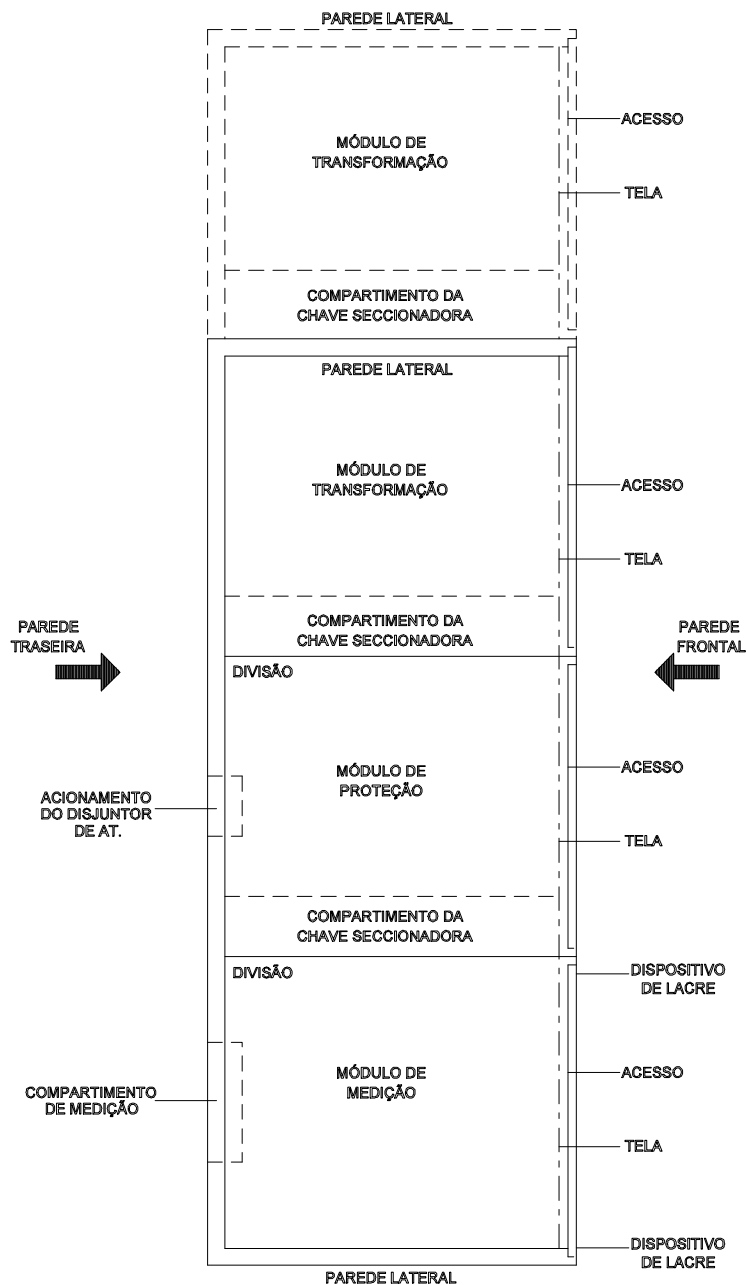 PAREDE LATERAL
ACESSO
MÓDULO DE
TRANSFORMAÇÃO
TELA
COMPARTIMENTO DA
CHAVE SECCIONADORA
PAREDE LATERAL
MÓDULO DE
TRANSFORMAÇÃO
ACESSO
TELA
COMPARTIMENTO DA
CHAVE SECCIONADORA
PAREDE
TRASEIRA
PAREDE
FRONTAL
DIVISÃO
MÓDULO DE
PROTEÇÃO
ACESSO
ACIONAMENTO
DO DISJUNTOR
DE AT.
TELA
COMPARTIMENTO DA
CHAVE SECCIONADORA
DIVISÃO
DISPOSITIVO
DE LACRE
MÓDULO DE
MEDIÇÃO
ACESSO
COMPARTIMENTO
DE MEDIÇÃO
TELA
DISPOSITIVO
DE LACRE
PAREDE LATERAL